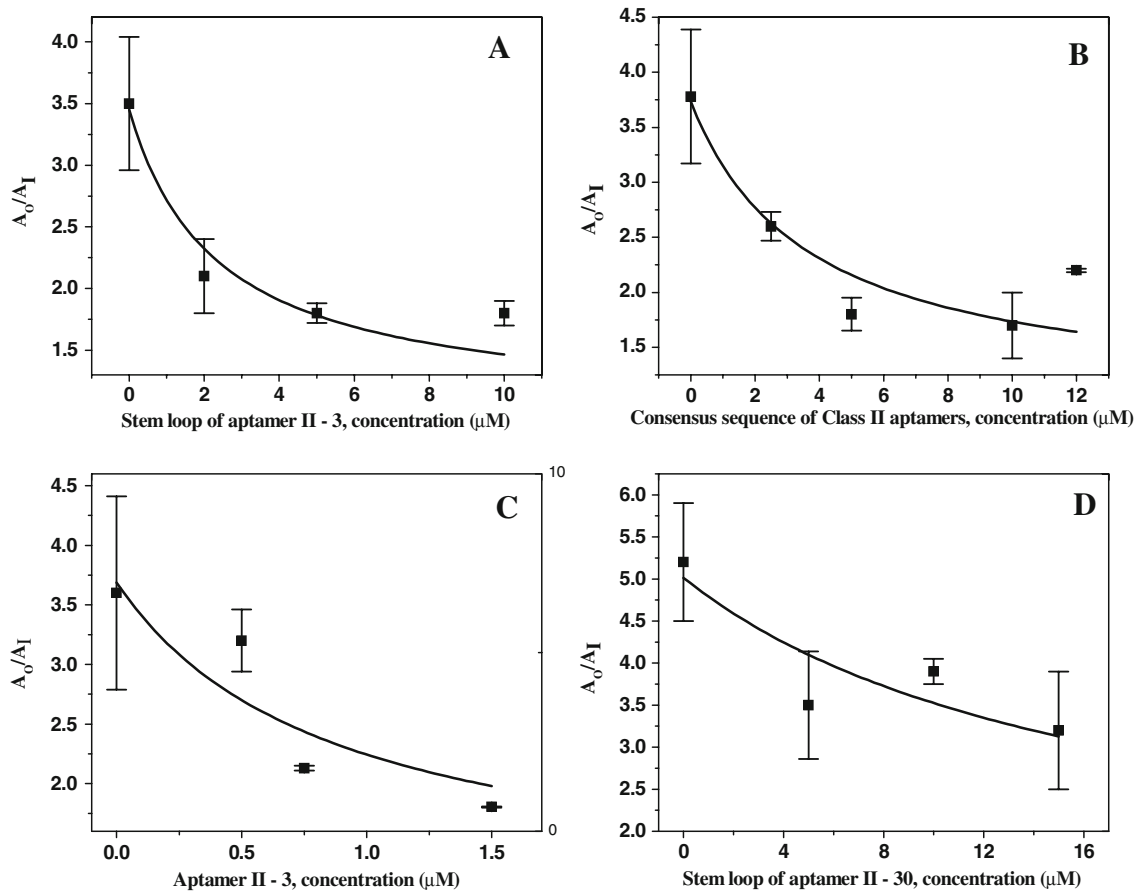 A
4.0
3.5
3.0
2.5
2.0
1.5
A₀/A_I
0 2 4 6 8 10
Stem loop of aptamer II - 3, concentration (μM)
B
4.5
4.0
3.5
3.0
2.5
2.0
1.5
A₀/A_I
0 2 4 6 8 10 12
Consensus sequence of Class II aptamers, concentration (μM)
C
4.5
4.0
3.5
3.0
2.5
2.0
A₀/A_I
10
0
0.0 0.5 1.0 1.5
Aptamer II - 3, concentration (μM)
D
6.0
5.5
5.0
4.5
4.0
3.5
3.0
2.5
2.0
A₀/A_I
0 4 8 12 16
Stem loop of aptamer II - 30, concentration (μM)